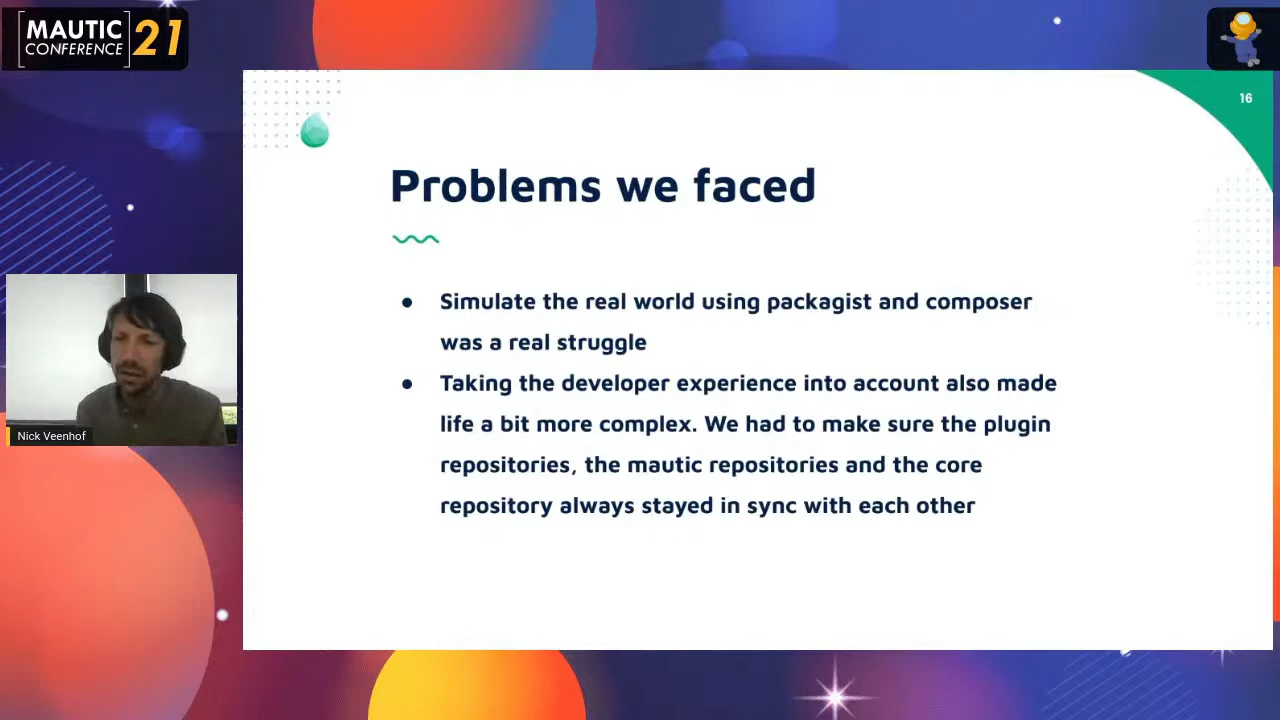 MAUTIC
CONFERENCE 21
16
Problems we faced
● Simulate the real world using packagist and composer
was a real struggle
● Taking the developer experience into account also made
life a bit more complex. We had to make sure the plugin
repositories, the mautic repositories and the core
repository always stayed in sync with each other
Nick Veenhof